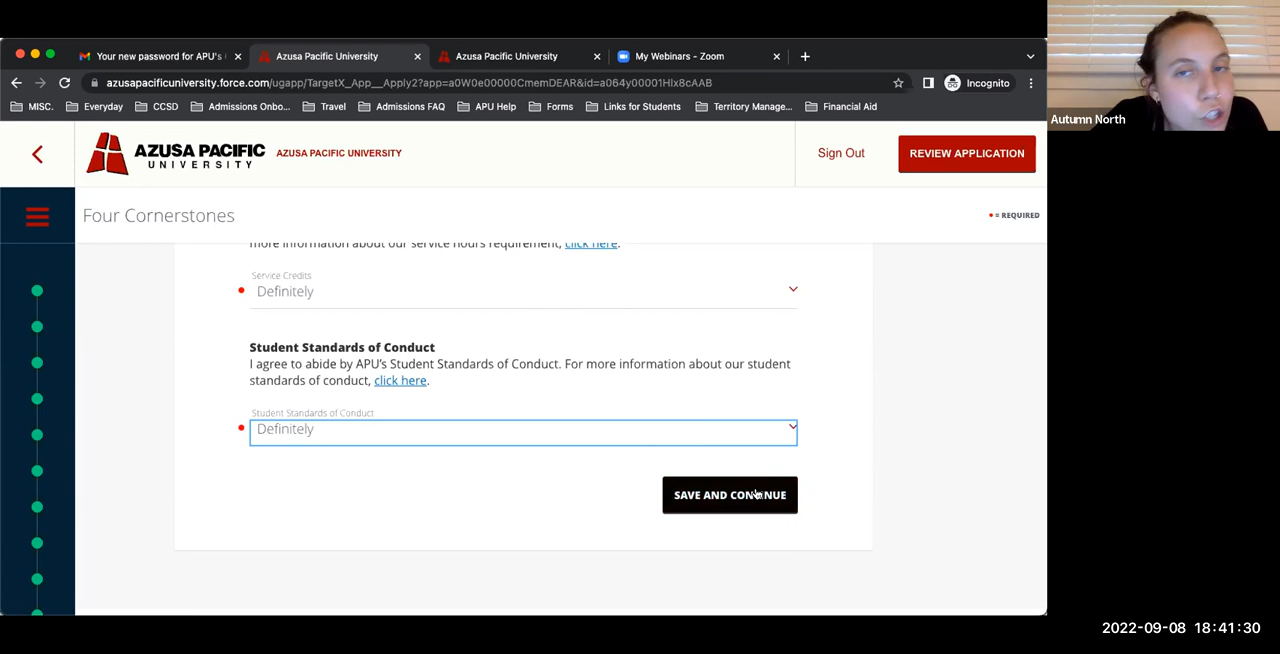 Your new password for APU's
Azusa Pacific University
Azusa Pacific University
My Webinars - Zoom
azusapacificuniversity.force.com/ugapp/TargetX_App__Apply2?app=a0W0e00000CmemDEAR&id=a064y00001Hlx8cAAB
Incognito
MISC.
Everyday
CCSD
Admissions Onbo...
Travel
Admissions FAQ
APU Help
Forms
Links for Students
Territory Manage...
Financial Aid
Autumn North
AZUSA PACIFIC
UNIVERSITY
AZUSA PACIFIC UNIVERSITY
Sign Out
REVIEW APPLICATION
Four Cornerstones
= REQUIRED
more information about our service hours requirement, click here.
Service Credits
Definitely
Student Standards of Conduct
I agree to abide by APU's Student Standards of Conduct. For more information about our student
standards of conduct, click here.
Student Standards of Conduct
Definitely
SAVE AND CONTINUE
2022-09-08 18:41:30